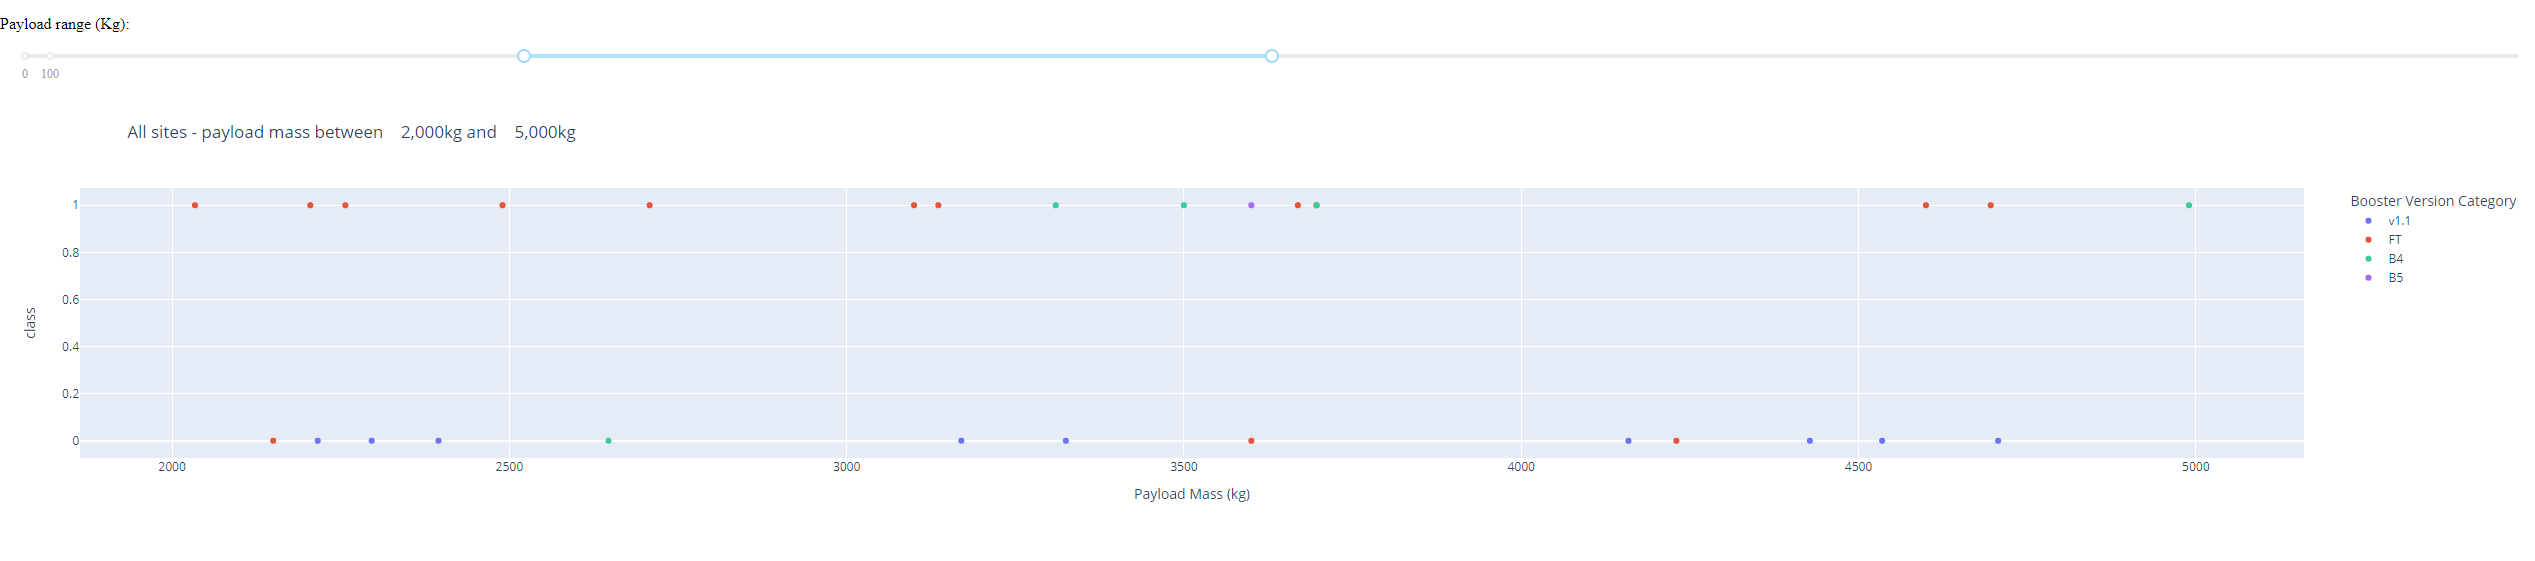 Payload range (Kg):
0 100
All sites - payload mass between 2,000kg and 5,000kg
Booster Version Category
v1.1
FT
B4
B5
1
0.8
0.6
0.4
0.2
0
class
2000 2500 3000 3500 4000 4500 5000
Payload Mass (kg)